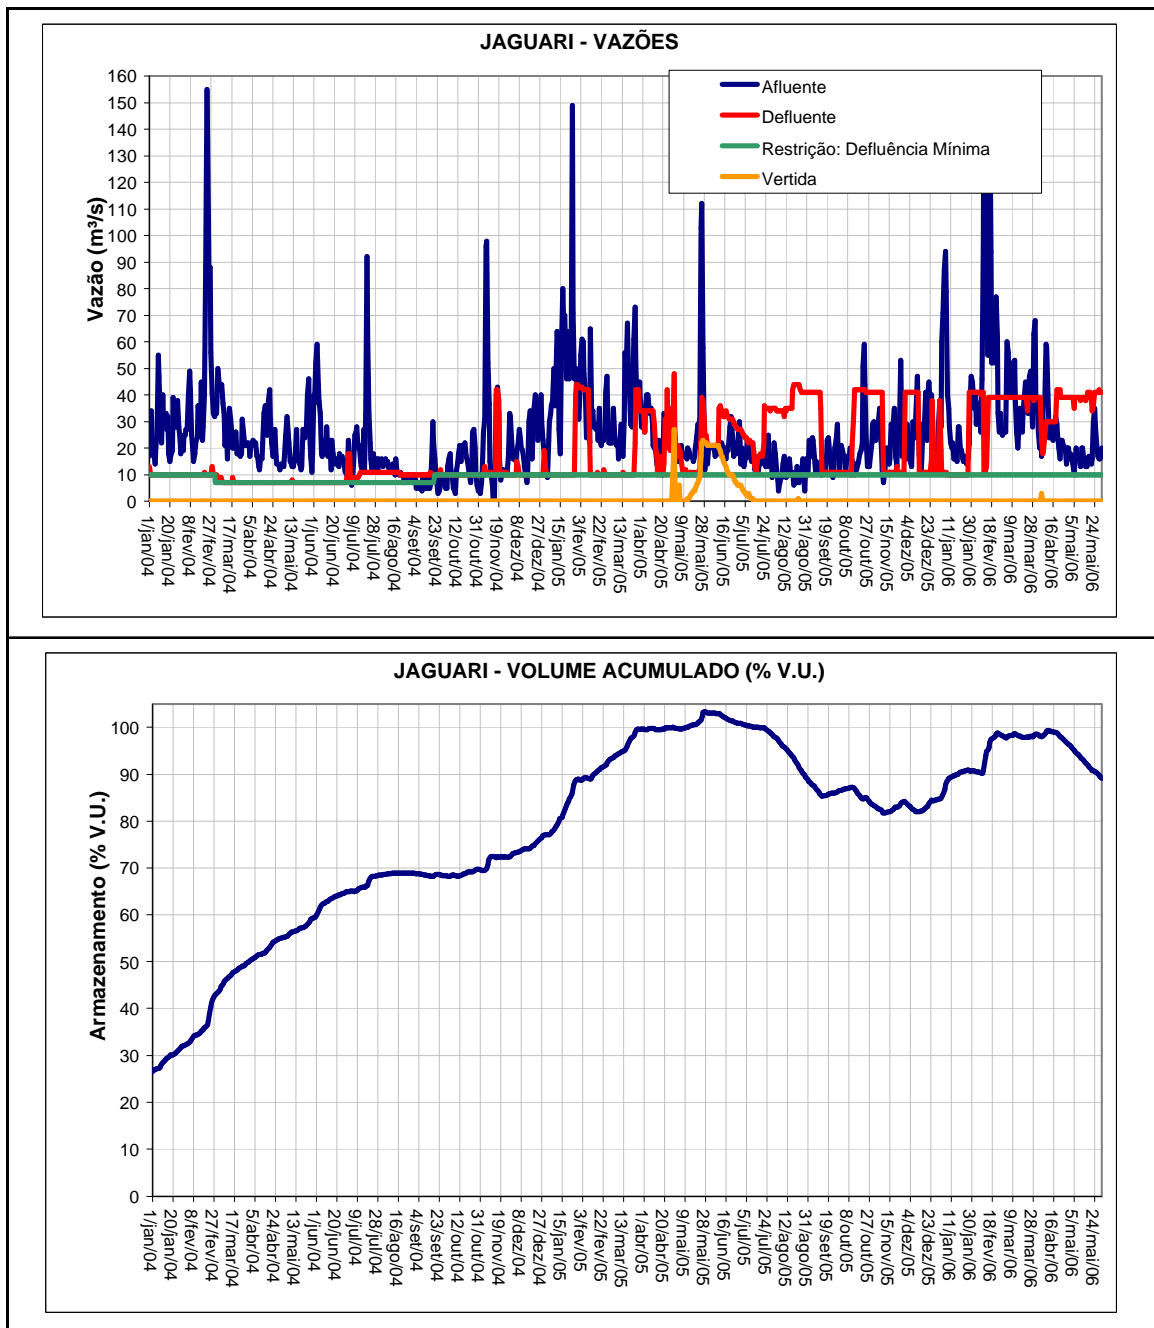 JAGUARI - VAZÕES
Vazão (m³/s)
160
150
140
130
120
110
100
90
80
70
60
50
40
30
20
10
0
Afluente
Defluente
Restrição: Defluência Mínima
Vertida
1/jan/04
20/jan/04
8/fev/04
27/fev/04
17/mar/04
5/abr/04
24/abr/04
13/mai/04
1/jun/04
20/jun/04
9/jul/04
28/jul/04
16/ago/04
4/set/04
23/set/04
12/out/04
31/out/04
19/nov/04
8/dez/04
27/dez/04
15/jan/05
3/fev/05
22/fev/05
13/mar/05
1/abr/05
20/abr/05
9/mai/05
28/mai/05
16/jun/05
5/jul/05
24/jul/05
12/ago/05
31/ago/05
19/set/05
8/out/05
27/out/05
15/nov/05
4/dez/05
23/dez/05
11/jan/06
30/jan/06
18/fev/06
9/mar/06
28/mar/06
16/abr/06
5/mai/06
24/mai/06
JAGUARI - VOLUME ACUMULADO (% V.U.)
Armazenamento (% V.U.)
100
90
80
70
60
50
40
30
20
10
0
1/jan/04
20/jan/04
8/fev/04
27/fev/04
17/mar/04
5/abr/04
24/abr/04
13/mai/04
1/jun/04
20/jun/04
9/jul/04
28/jul/04
16/ago/04
4/set/04
23/set/04
12/out/04
31/out/04
19/nov/04
8/dez/04
27/dez/04
15/jan/05
3/fev/05
22/fev/05
13/mar/05
1/abr/05
20/abr/05
9/mai/05
28/mai/05
16/jun/05
5/jul/05
24/jul/05
12/ago/05
31/ago/05
19/set/05
8/out/05
27/out/05
15/nov/05
4/dez/05
23/dez/05
11/jan/06
30/jan/06
18/fev/06
9/mar/06
28/mar/06
16/abr/06
5/mai/06
24/mai/06